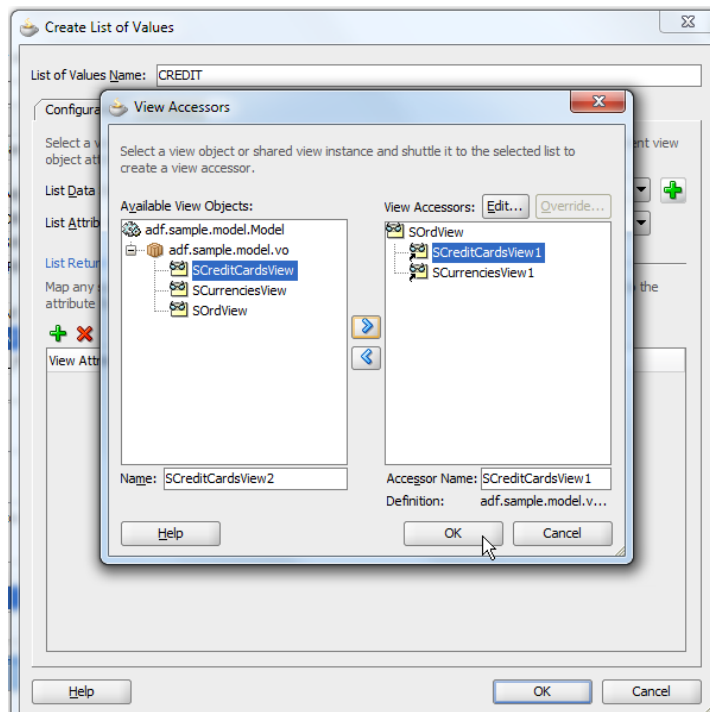 Create List of Values
List of Values Name: CREDIT
Configura
View Accessors
Select a v
ent view
object att
Select a view object or shared view instance and shuttle it to the selected list to
create a view accessor.
List Data
List Attrib
Available View Objects:
View Accessors: Edit... Override...
adf.sample.model.Model
adf.sample.model.vo
SCreditCardsView
SCurrenciesView
SOrdView
SOrdView
SCreditCardsView1
SCurrenciesView1
List Retur
Map any
the
attribute
View Attr
Name: SCreditCardsView2
Accessor Name: SCreditCardsView1
Definition: adf.sample.model.v...
Help
OK
Cancel
Help
OK
Cancel